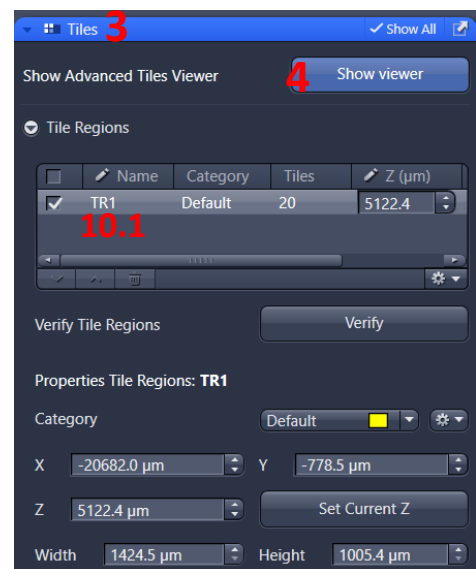 Tiles 3 Show All
Show Advanced Tiles Viewer 4 Show viewer
Tile Regions
Name Category Tiles Z (µm)
TR1 Default 20 5122.4
10.1
Verify Tile Regions Verify
Properties Tile Regions: TR1
Category Default
X -20682.0 µm Y -778.5 µm
Z 5122.4 µm Set Current Z
Width 1424.5 µm Height 1005.4 µm